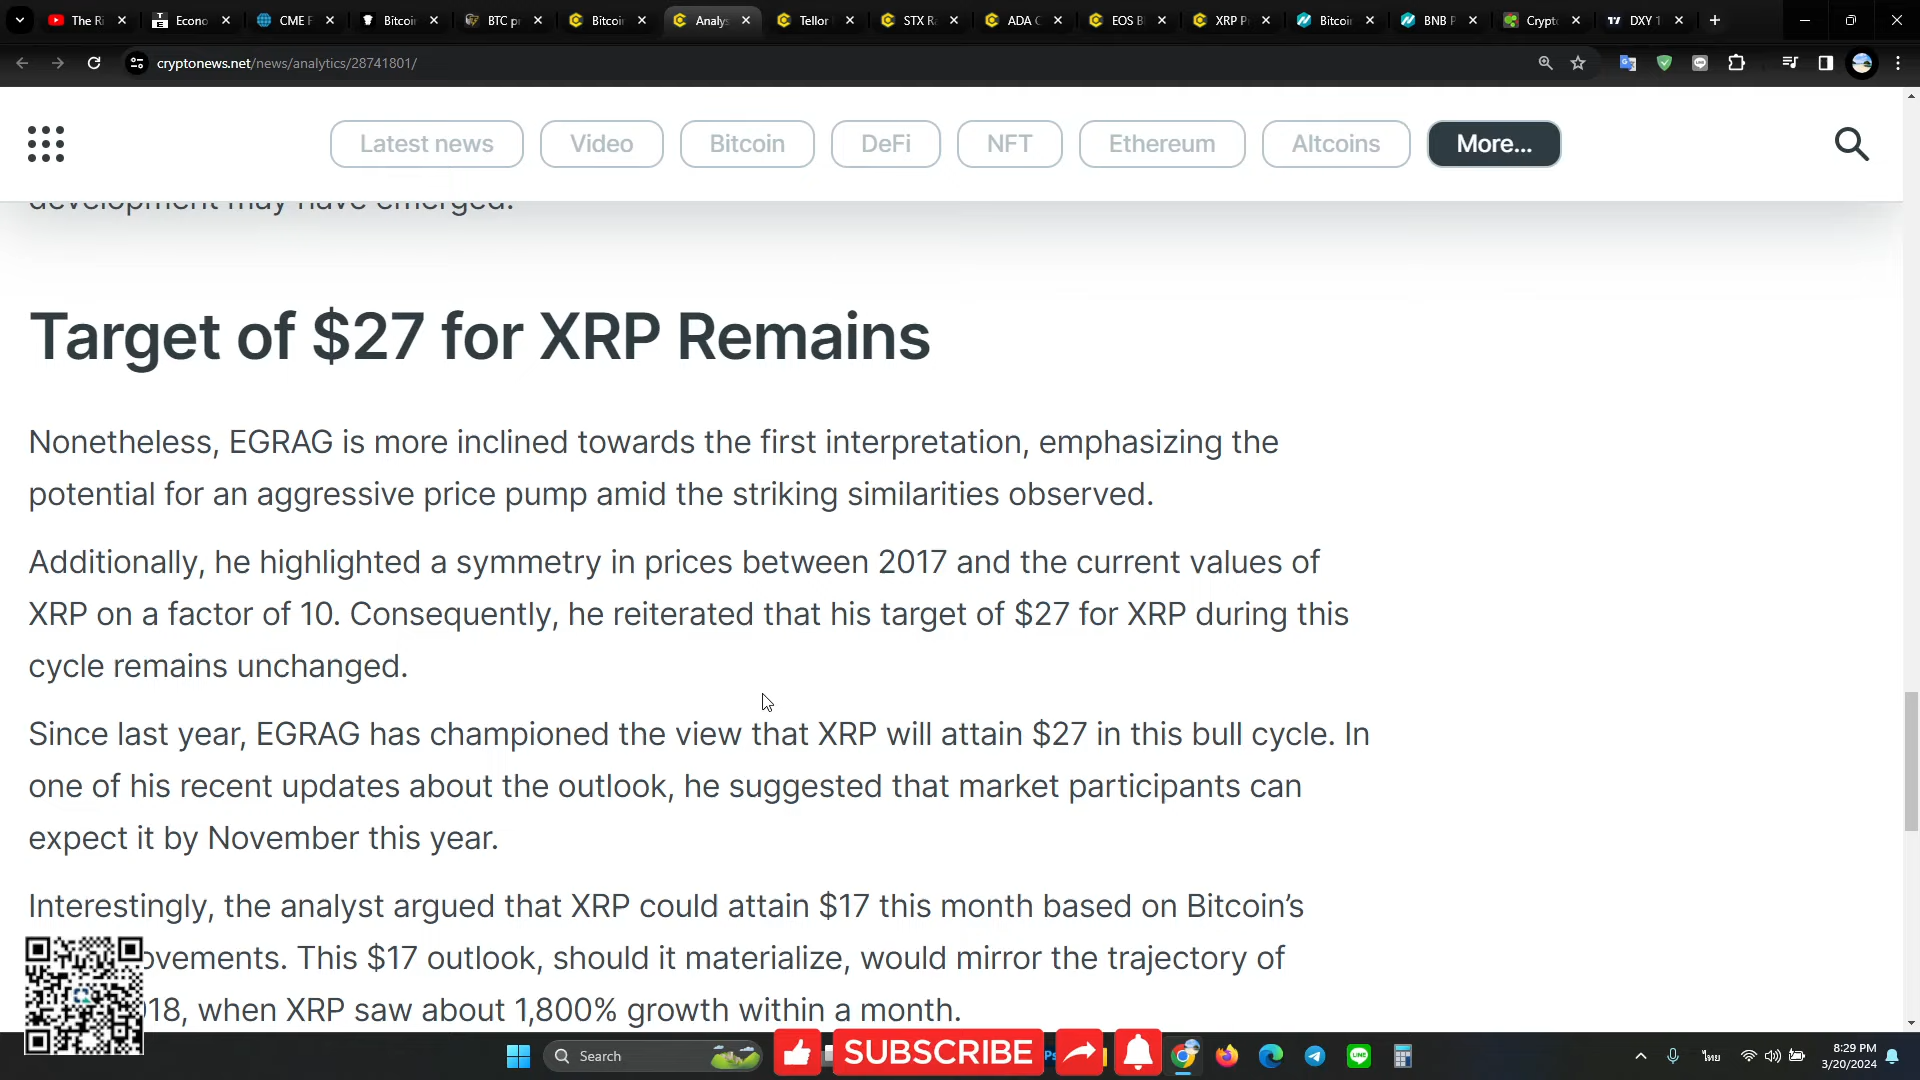 The Ri
Econo
CME F
Bitcoin
BTC p
Bitcoi
Analys
Tellor
STX R
ADA C
EOS B
XRP P
Bitcoi
BNB P
Crypto
DXY 1
cryptonews.net/news/analytics/28741801/
Latest news
Video
Bitcoin
DeFi
NFT
Ethereum
Altcoins
More...
development may have emerged.
Target of $27 for XRP Remains
Nonetheless, EGRAG is more inclined towards the first interpretation, emphasizing the
potential for an aggressive price pump amid the striking similarities observed.
Additionally, he highlighted a symmetry in prices between 2017 and the current values of
XRP on a factor of 10. Consequently, he reiterated that his target of $27 for XRP during this
cycle remains unchanged.
Since last year, EGRAG has championed the view that XRP will attain $27 in this bull cycle. In
one of his recent updates about the outlook, he suggested that market participants can
expect it by November this year.
Interestingly, the analyst argued that XRP could attain $17 this month based on Bitcoin’s
ovements. This $17 outlook, should it materialize, would mirror the trajectory of
18, when XRP saw about 1,800% growth within a month.
Search
SUBSCRIBE
ไทย
8:29 PM
3/20/2024